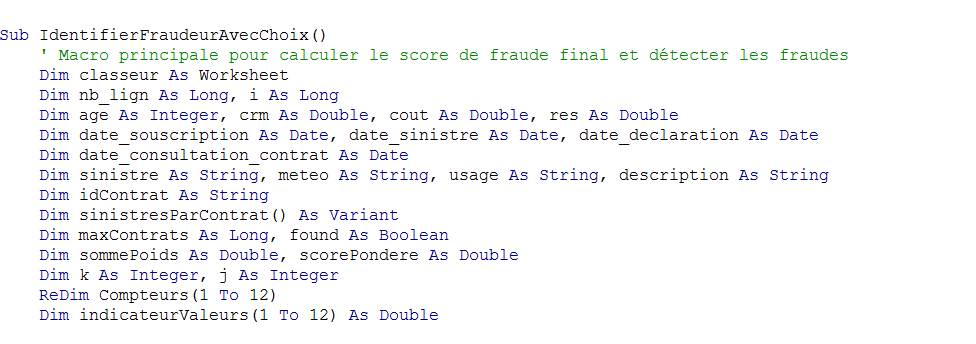 Sub IdentifierFraudeurAvecChoix()
    ' Macro principale pour calculer le score de fraude final et détecter les fraudes
    Dim classeur As Worksheet
    Dim nb_lign As Long, i As Long
    Dim age As Integer, crm As Double, cout As Double, res As Double
    Dim date_souscription As Date, date_sinistre As Date, date_declaration As Date
    Dim date_consultation_contrat As Date
    Dim sinistre As String, meteo As String, usage As String, description As String
    Dim idContrat As String
    Dim sinistresParContrat() As Variant
    Dim maxContrats As Long, found As Boolean
    Dim sommePoids As Double, scorePondere As Double
    Dim k As Integer, j As Integer
    ReDim Compteurs(1 To 12)
    Dim indicateurValeurs(1 To 12) As Double